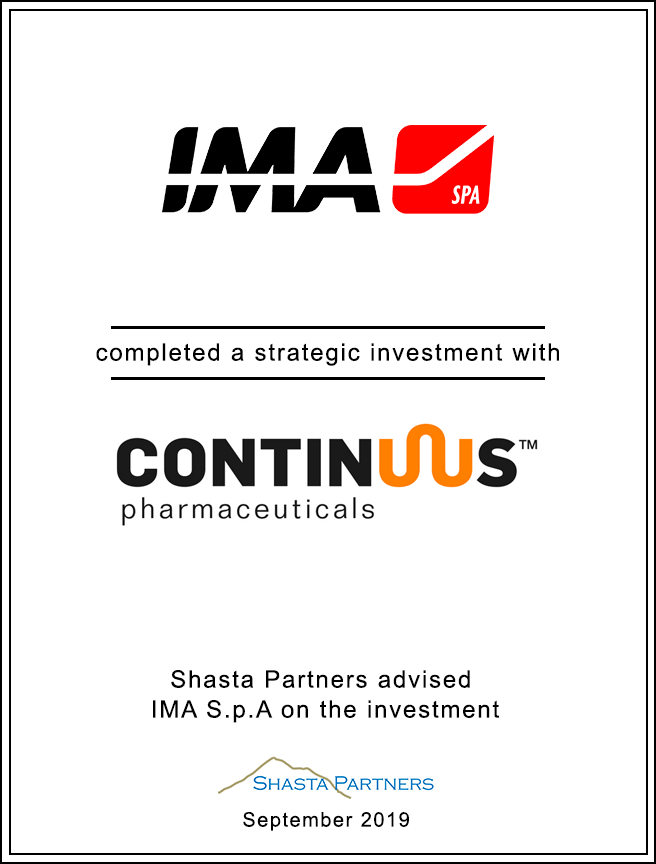 IMA SPA
completed a strategic investment with
CONTINUUS™
pharmaceuticals
Shasta Partners advised
IMA S.p.A on the investment
SHASTA PARTNERS
September 2019